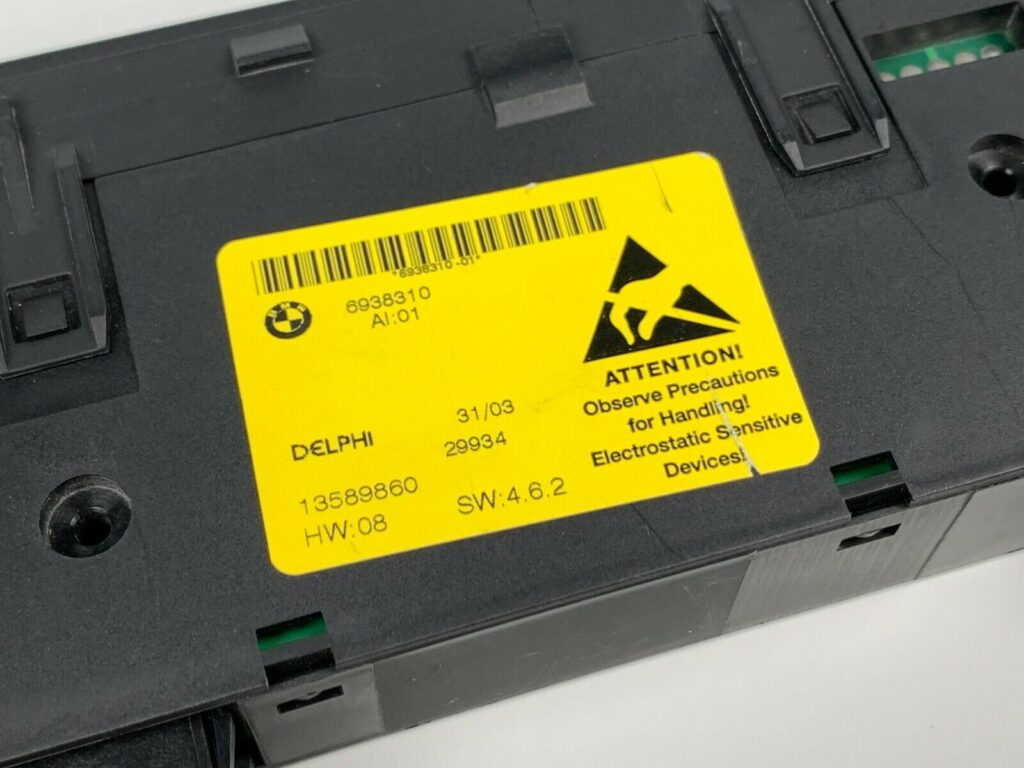 *6938310-01*
6938310
AI:01
DELPHI
31/03
29934
13589860
HW:08
SW:4.6.2
ATTENTION!
Observe Precautions
for Handling!
Electrostatic Sensitive
Devices!